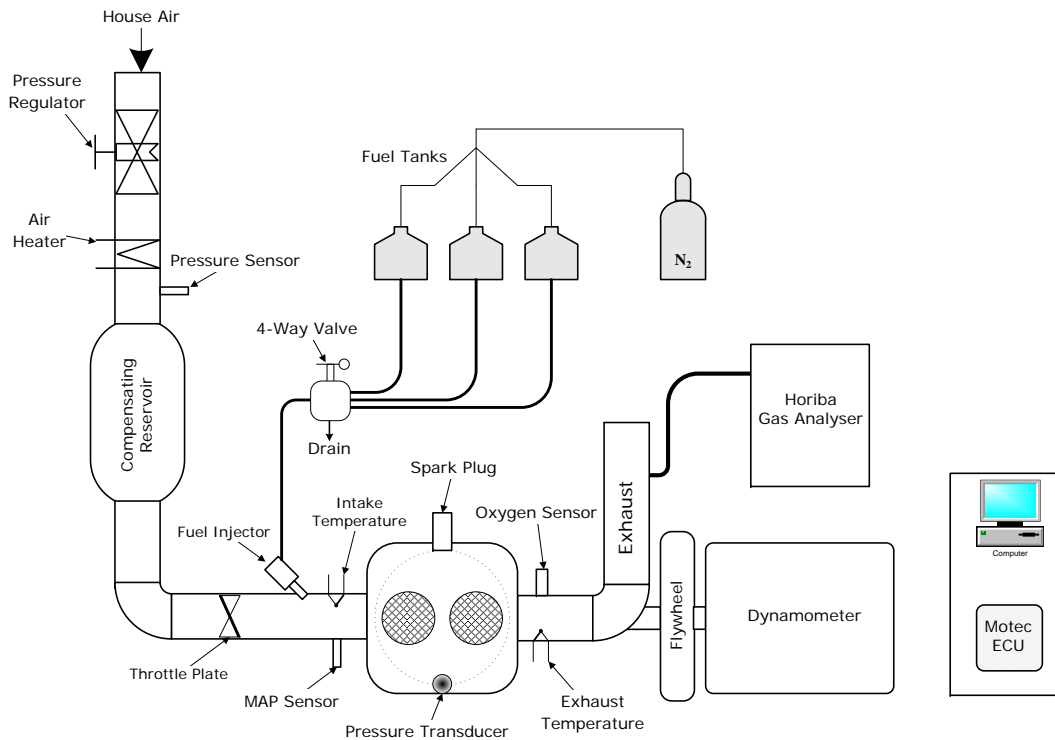 House Air
Pressure
Regulator
Fuel Tanks
Air
Heater
Pressure Sensor
N2
4-Way Valve
Compensating
Reservoir
Horiba
Gas Analyser
Drain
Spark Plug
Intake
Temperature
Oxygen Sensor
Exhaust
Fuel Injector
Computer
Flywheel
Dynamometer
Motec
ECU
Throttle Plate
MAP Sensor
Exhaust
Temperature
Pressure Transducer